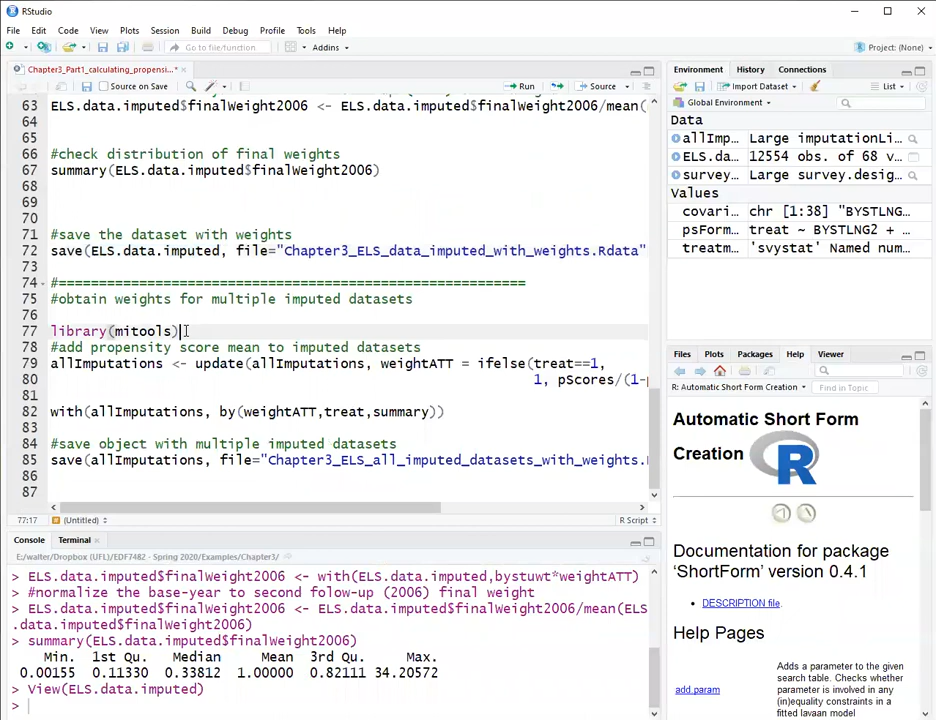 RStudio
File Edit Code View Plots Session Build Debug Profile Tools Help
Go to file/function Addins Project: (None)
Chapter3_Part1_calculating_propensi...*
Source on Save Run Source
63 ELS.data.imputed$finalWeight2006 <- ELS.data.imputed$finalWeight2006/mean(
64
65
66 #check distribution of final weights
67 summary(ELS.data.imputed$finalWeight2006)
68
69
70
71 #save the dataset with weights
72 save(ELS.data.imputed, file="Chapter3_ELS_data_imputed_with_weights.Rdata"
73
74 #============================================================
75 #obtain weights for multiple imputed datasets
76
77 library(mitools)
78 #add propensity score mean to imputed datasets
79 allImputations <- update(allImputations, weightATT = ifelse(treat==1,
80 1, pScores/(1-p
81
82 with(allImputations, by(weightATT,treat,summary))
83
84 #save object with multiple imputed datasets
85 save(allImputations, file="Chapter3_ELS_all_imputed_datasets_with_weights.
86
87
77:17 (Untitled) R Script
Console Terminal
E:/walter/Dropbox (UFL)/EDF7482 - Spring 2020/Examples/Chapter3/
> ELS.data.imputed$finalWeight2006 <- with(ELS.data.imputed,bystuwt*weightATT)
> #normalize the base-year to second folow-up (2006) final weight
> ELS.data.imputed$finalWeight2006 <- ELS.data.imputed$finalWeight2006/mean(ELS
.data.imputed$finalWeight2006)
> summary(ELS.data.imputed$finalWeight2006)
Min. 1st Qu. Median Mean 3rd Qu. Max.
0.00155 0.11330 0.33812 1.00000 0.82111 34.20572
> View(ELS.data.imputed)
>
Environment History Connections
Import Dataset List
Global Environment
Data
allImp... Large imputationLi...
ELS.da... 12554 obs. of 68 v...
survey... Large survey.desig...
Values
covari... chr [1:38] "BYSTLNG...
psForm... treat ~ BYSTLNG2 + ...
treatm... 'svystat' Named num...
Files Plots Packages Help Viewer
R: Automatic Short Form Creation Find in Topic
Automatic Short Form
Creation R
Documentation for package
'ShortForm' version 0.4.1
DESCRIPTION file.
Help Pages
add.param Adds a parameter to the
given search table. Checks
whether parameter is
involved in any
(in)equality constraints in a
fitted lavaan model